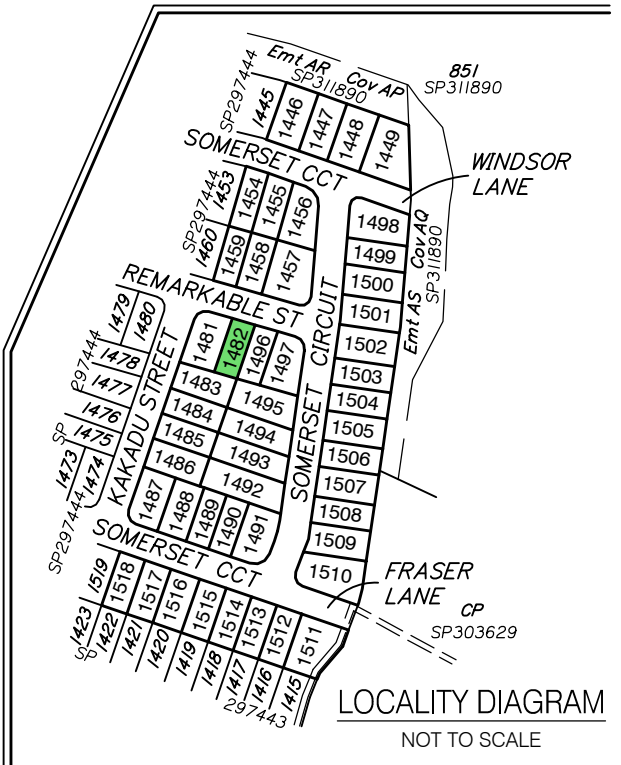 Emt AR
Cov AP
SP311890
851
SP311890
SP297444
1445
1446
1447
1448
1449
SOMERSET CCT
WINDSOR
LANE
SP297444
1453
1454
1455
1456
1460
1459
1458
1457
1498
1499
1500
1501
1502
1503
1504
1505
1506
1507
1508
1509
1510
Cov AQ
SP311890
Emt AS
REMARKABLE ST
SOMERSET CIRCUIT
1479
1480
1481
1482
1496
1497
297444
1478
1477
1476
SP
1475
1473
1474
SP297444
KAKADU STREET
1483
1484
1485
1486
1495
1494
1493
1492
1487
1488
1489
1490
1491
SOMERSET CCT
FRASER
LANE
CP
SP303629
1519
1518
1517
1516
1515
1514
1513
1512
1511
1423
SP
1422
1421
1420
1419
1418
1417
1416
1415
297443
LOCALITY DIAGRAM
NOT TO SCALE